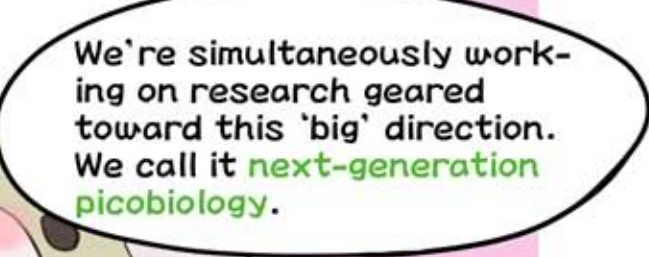 We're simultaneously work-
ing on research geared
toward this 'big' direction.
We call it next-generation
picobiology.